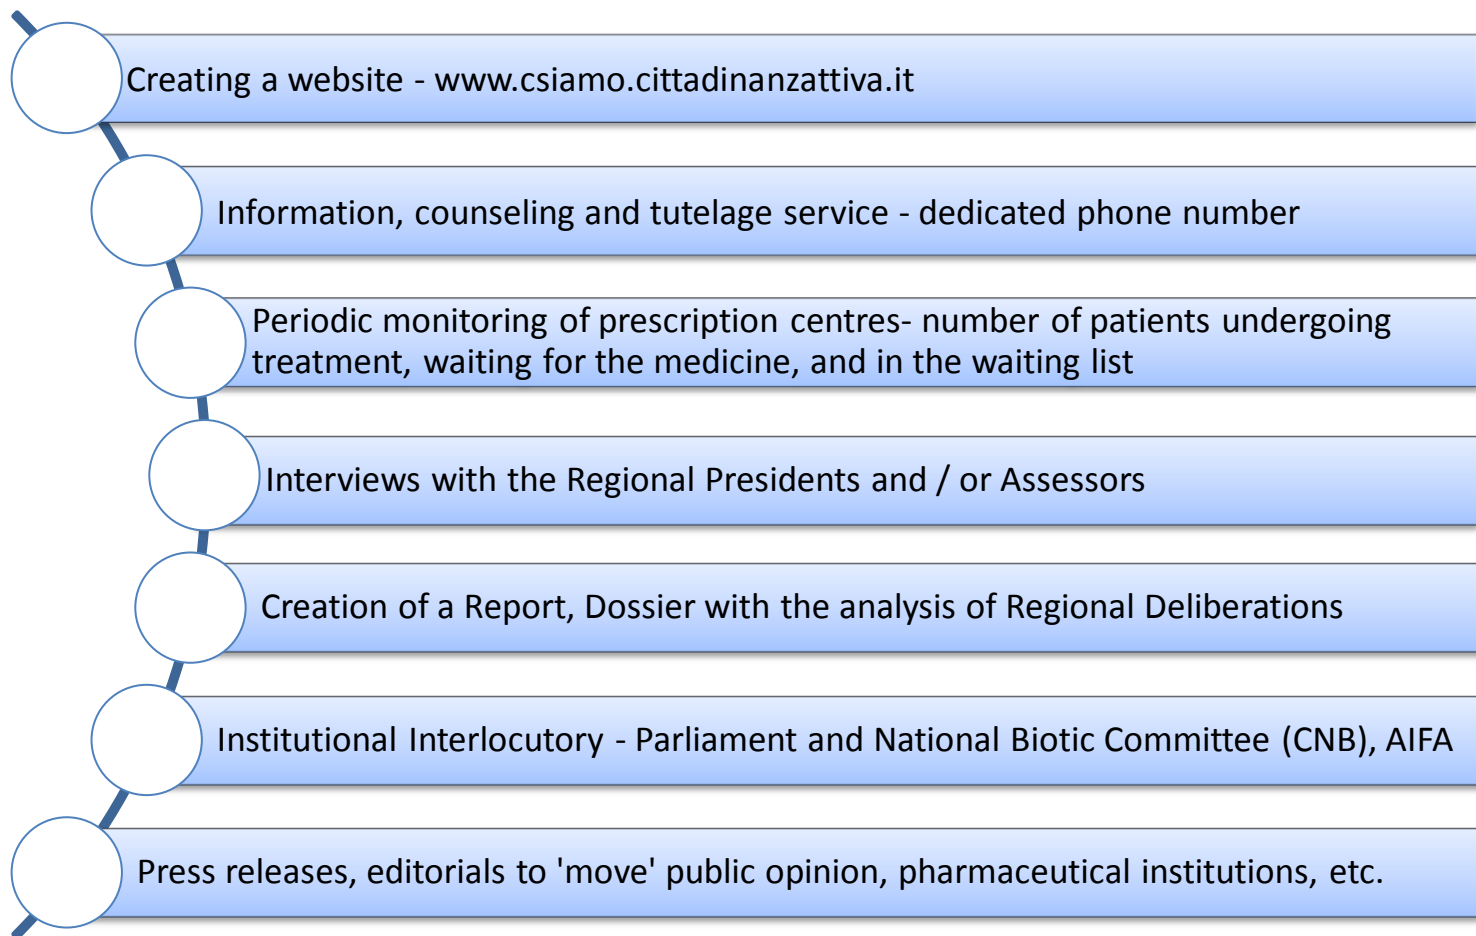 Creating a website - www.csiamo.cittadinanzattiva.it
Information, counseling and tutelage service - dedicated phone number
Periodic monitoring of prescription centres- number of patients undergoing
treatment, waiting for the medicine, and in the waiting list
Interviews with the Regional Presidents and / or Assessors
Creation of a Report, Dossier with the analysis of Regional Deliberations
Institutional Interlocutory - Parliament and National Biotic Committee (CNB), AIFA
Press releases, editorials to 'move' public opinion, pharmaceutical institutions, etc.